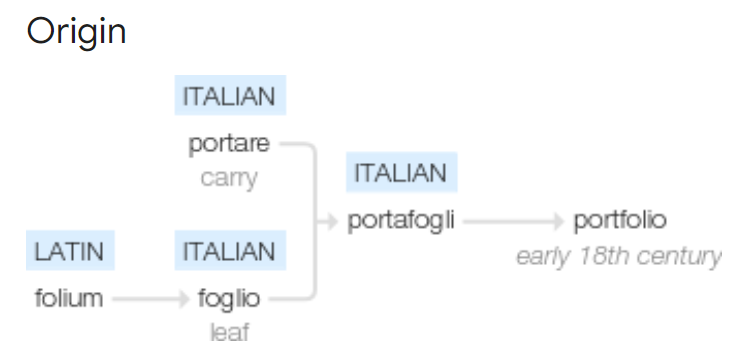 Origin
ITALIAN
portare
carry
ITALIAN
portafogli
portfolio
early 18th century
LATIN
folium
ITALIAN
foglio
leaf